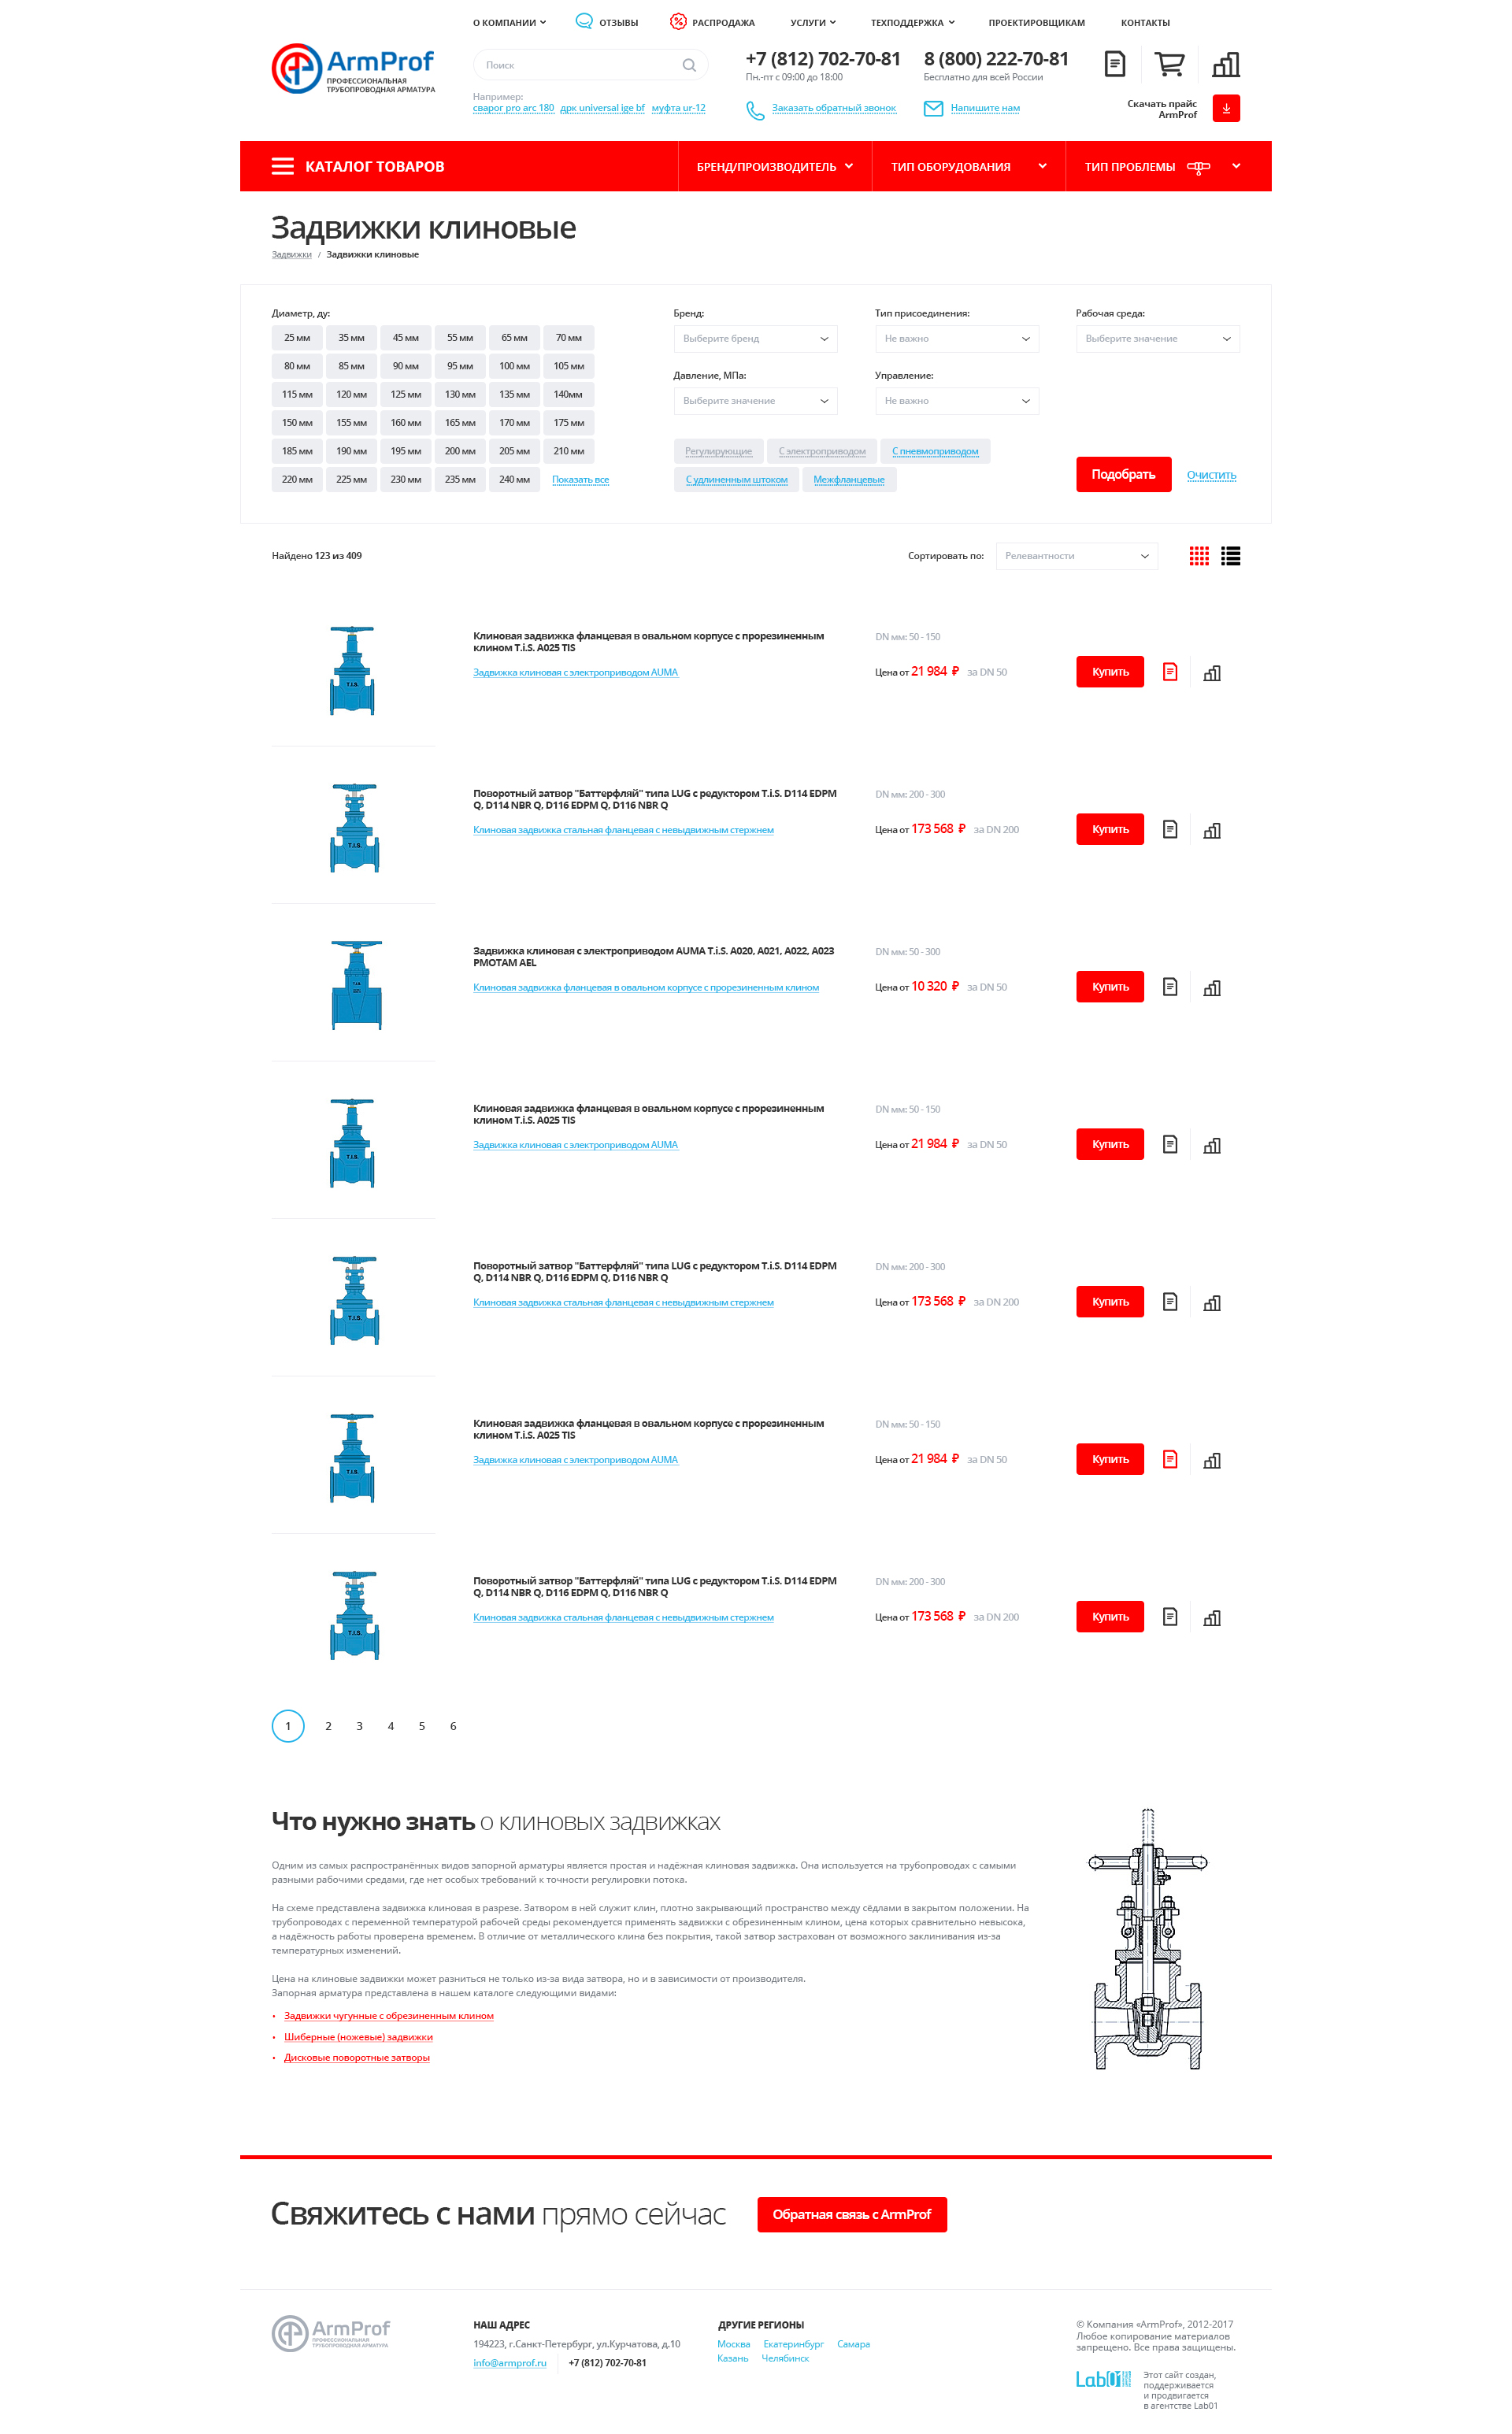 О КОМПАНИИ ОТЗЫВЫ РАСПРОДАЖА УСЛУГИ ТЕХПОДДЕРЖКА ПРОЕКТИРОВЩИКАМ КОНТАКТЫ
ArmProf
ПРОФЕССИОНАЛЬНАЯ
ТРУБОПРОВОДНАЯ АРМАТУРА
Поиск
Например:
сварог pro arc 180 дрк universal ige bf муфта ur-12
+7 (812) 702-70-81
Пн.-пт с 09:00 до 18:00
Заказать обратный звонок
8 (800) 222-70-81
Бесплатно для всей России
Напишите нам
Скачать прайс
ArmProf
КАТАЛОГ ТОВАРОВ БРЕНД/ПРОИЗВОДИТЕЛЬ ТИП ОБОРУДОВАНИЯ ТИП ПРОБЛЕМЫ
Задвижки клиновые
Задвижки / Задвижки клиновые
Диаметр, ду:
25 мм 35 мм 45 мм 55 мм 65 мм 70 мм
80 мм 85 мм 90 мм 95 мм 100 мм 105 мм
115 мм 120 мм 125 мм 130 мм 135 мм 140мм
150 мм 155 мм 160 мм 165 мм 170 мм 175 мм
185 мм 190 мм 195 мм 200 мм 205 мм 210 мм
220 мм 225 мм 230 мм 235 мм 240 мм Показать все
Бренд: Тип присоединения: Рабочая среда:
Выберите бренд Не важно Выберите значение
Давление, МПа: Управление:
Выберите значение Не важно
Регулирующие С электроприводом С пневмоприводом
С удлиненным штоком Межфланцевые
Подобрать Очистить
Найдено 123 из 409 Сортировать по: Релевантности
T.I.S.
Клиновая задвижка фланцевая в овальном корпусе с прорезиненным
клином T.i.S. A025 TIS
Задвижка клиновая с электроприводом AUMA
DN мм: 50 - 150
Цена от 21 984 ₽ за DN 50
Купить
T.I.S.
Поворотный затвор "Баттерфляй" типа LUG с редуктором T.i.S. D114 EDPM
Q, D114 NBR Q, D116 EDPM Q, D116 NBR Q
Клиновая задвижка стальная фланцевая с невыдвижным стержнем
DN мм: 200 - 300
Цена от 173 568 ₽ за DN 200
Купить
Задвижка клиновая с электроприводом AUMA T.i.S. A020, A021, A022, A023
PMOTAM AEL
Клиновая задвижка фланцевая в овальном корпусе с прорезиненным клином
DN мм: 50 - 300
Цена от 10 320 ₽ за DN 50
Купить
T.I.S.
Клиновая задвижка фланцевая в овальном корпусе с прорезиненным
клином T.i.S. A025 TIS
Задвижка клиновая с электроприводом AUMA
DN мм: 50 - 150
Цена от 21 984 ₽ за DN 50
Купить
T.I.S.
Поворотный затвор "Баттерфляй" типа LUG с редуктором T.i.S. D114 EDPM
Q, D114 NBR Q, D116 EDPM Q, D116 NBR Q
Клиновая задвижка стальная фланцевая с невыдвижным стержнем
DN мм: 200 - 300
Цена от 173 568 ₽ за DN 200
Купить
T.I.S.
Клиновая задвижка фланцевая в овальном корпусе с прорезиненным
клином T.i.S. A025 TIS
Задвижка клиновая с электроприводом AUMA
DN мм: 50 - 150
Цена от 21 984 ₽ за DN 50
Купить
T.I.S.
Поворотный затвор "Баттерфляй" типа LUG с редуктором T.i.S. D114 EDPM
Q, D114 NBR Q, D116 EDPM Q, D116 NBR Q
Клиновая задвижка стальная фланцевая с невыдвижным стержнем
DN мм: 200 - 300
Цена от 173 568 ₽ за DN 200
Купить
1 2 3 4 5 6
Что нужно знать о клиновых задвижках
Одним из самых распространённых видов запорной арматуры является простая и надёжная клиновая задвижка. Она используется на трубопроводах с самыми
разными рабочими средами, где нет особых требований к точности регулировки потока.
На схеме представлена задвижка клиновая в разрезе. Затвором в ней служит клин, плотно закрывающий пространство между сёдлами в закрытом положении. На
трубопроводах с переменной температурой рабочей среды рекомендуется применять задвижки с обрезиненным клином, цена которых сравнительно невысока,
а надёжность работы проверена временем. В отличие от металлического клина без покрытия, такой затвор застрахован от возможного заклинивания из-за
температурных изменений.
Цена на клиновые задвижки может разниться не только из-за вида затвора, но и в зависимости от производителя.
Запорная арматура представлена в нашем каталоге следующими видами:
• Задвижки чугунные с обрезиненным клином
• Шиберные (ножевые) задвижки
• Дисковые поворотные затворы
Свяжитесь с нами прямо сейчас Обратная связь с ArmProf
ArmProf
ПРОФЕССИОНАЛЬНАЯ
ТРУБОПРОВОДНАЯ АРМАТУРА
НАШ АДРЕС
194223, г.Санкт-Петербург, ул.Курчатова, д.10
info@armprof.ru +7 (812) 702-70-81
ДРУГИЕ РЕГИОНЫ
Москва Екатеринбург Самара
Казань Челябинск
© Компания «ArmProf», 2012-2017
Любое копирование материалов
запрещено. Все права защищены.
Lab01
Этот сайт создан,
поддерживается
и продвигается
в агентстве Lab01